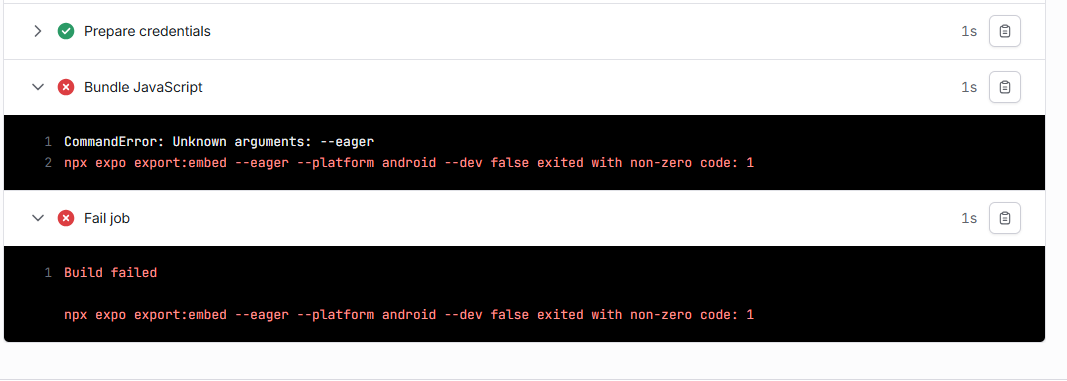 Prepare credentials 1s
Bundle JavaScript 1s
1 CommandError: Unknown arguments: --eager
2 npx expo export:embed --eager --platform android --dev false exited with non-zero code: 1
Fail job 1s
1 Build failed
npx expo export:embed --eager --platform android --dev false exited with non-zero code: 1